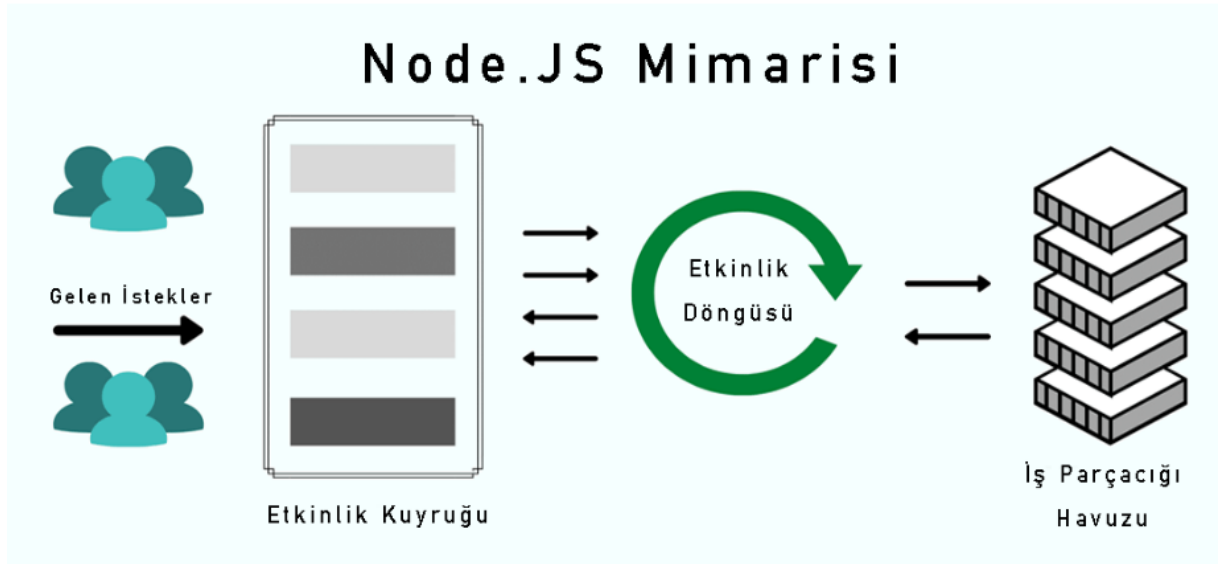 Node.JS Mimarisi
Gelen İstekler
Etkinlik Kuyruğu
Etkinlik
Döngüsü
İş Parçacığı
Havuzu